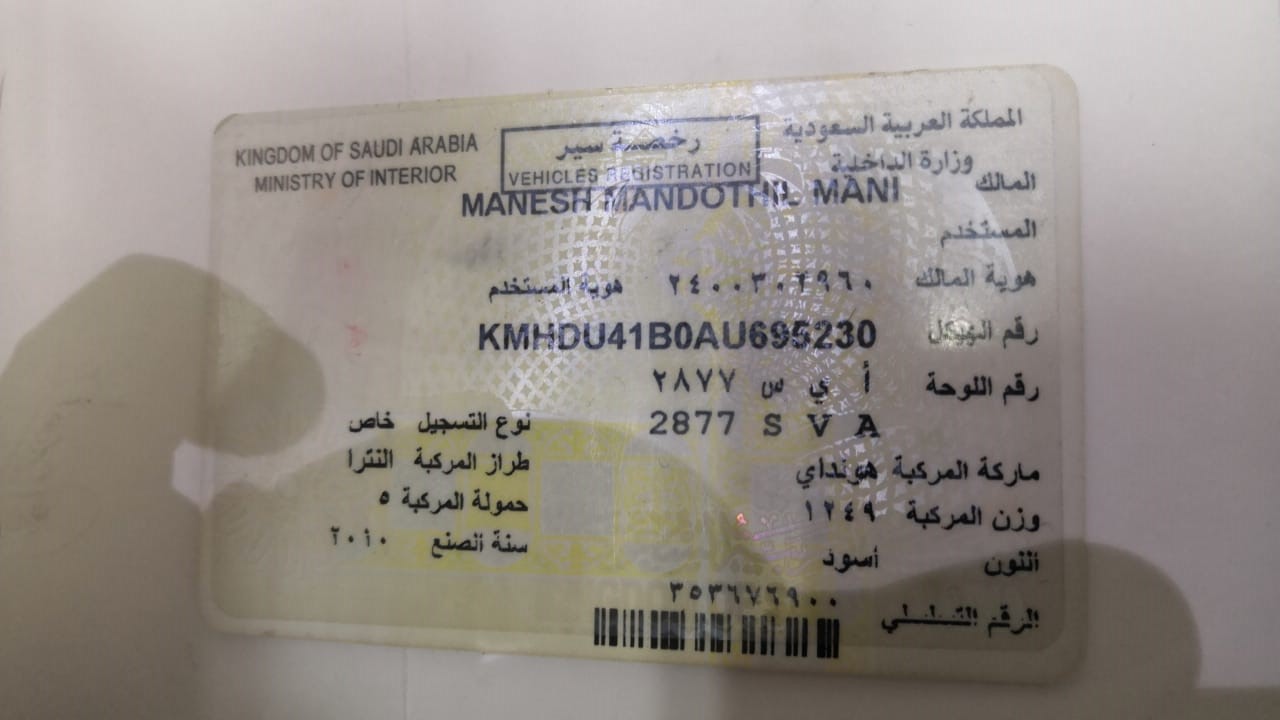 KINGDOM OF SAUDI ARABIA
MINISTRY OF INTERIOR
رخصة سير
VEHICLES REGISTRATION
المملكة العربية السعودية
وزارة الداخلية
المالك MANESH MANDOTHIL MANI
المستخدم
هوية المالك ٢٤٠٠٣٠٢٩٦٠ هوية المستخدم
رقم الهيكل KMHDU41B0AU695230
رقم اللوحة أ ي س ٢٨٧٧
2877 S V A
نوع التسجيل خاص
ماركة المركبة هونداي
طراز المركبة النترا
وزن المركبة ١٢٤٩
حمولة المركبة ٥
اللون أسود
سنة الصنع ٢٠١٠
الرقم التسلسلي ٣٥٣٦٧٦٩٠٠